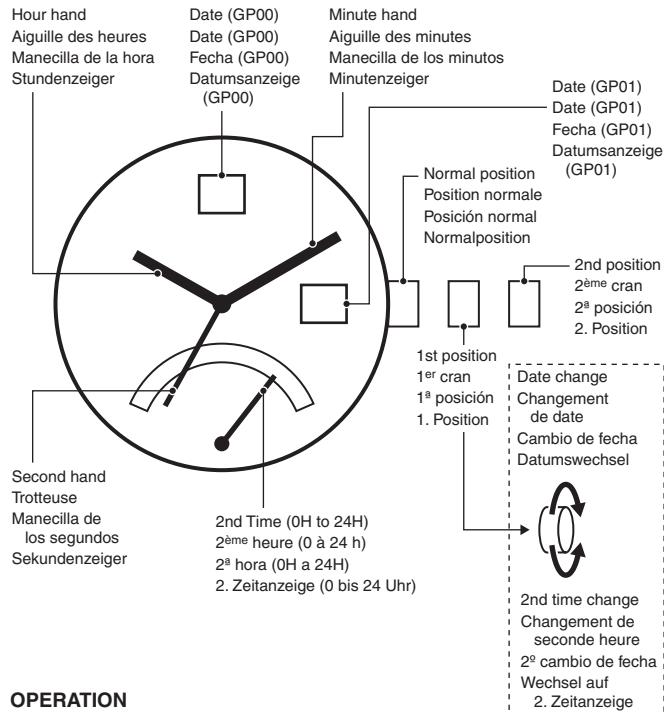 Hour hand
Aiguille des heures
Manecilla de la hora
Stundenzeiger
Date (GP00)
Date (GP00)
Fecha (GP00)
Datumsanzeige
(GP00)
Minute hand
Aiguille des minutes
Manecilla de los minutos
Minutenzeiger
Date (GP01)
Date (GP01)
Fecha (GP01)
Datumsanzeige
(GP01)
Normal position
Position normale
Posición normal
Normalposition
2nd position
2ème cran
2ª posición
2. Position
1st position
1er cran
1ª posición
1. Position
Date change
Changement
de date
Cambio de fecha
Datumswechsel
Second hand
Trotteuse
Manecilla de
los segundos
Sekundenzeiger
2nd Time (0H to 24H)
2ème heure (0 à 24 h)
2ª hora (0H a 24H)
2. Zeitanzeige (0 bis 24 Uhr)
2nd time change
Changement de
seconde heure
2º cambio de fecha
Wechsel auf
2. Zeitanzeige
OPERATION